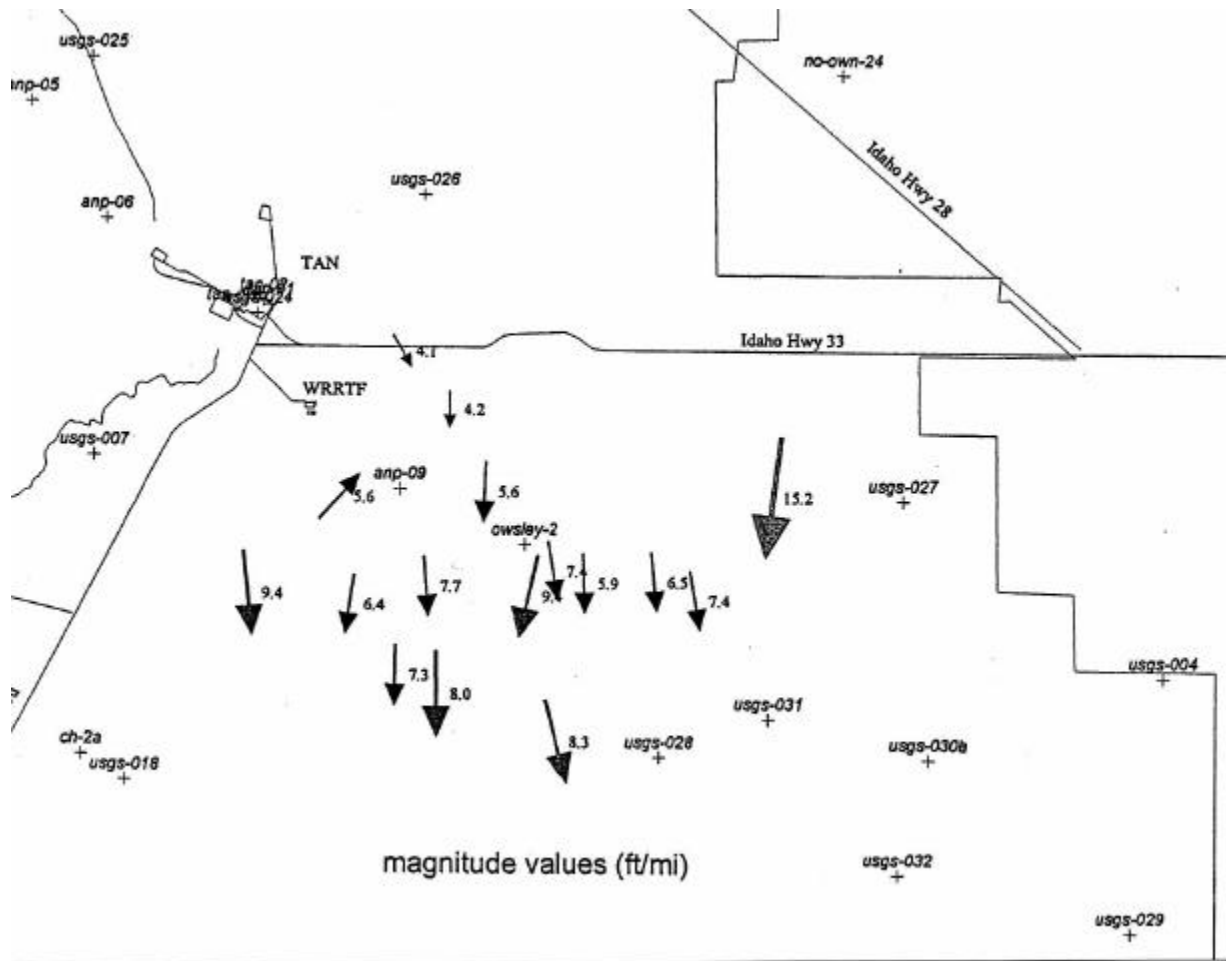 usgs-025
no-own-24
anp-05
Idaho Hwy 28
usgs-026
anp-06
TAN
usgs-024
Idaho Hwy 33
4.1
WRRTF
4.2
usgs-007
anp-09
5.6
5.6
15.2
usgs-027
owsley-2
9.4
6.4
7.7
7.4
5.9
6.5
7.4
7.3
8.0
usgs-004
usgs-031
8.3
usgs-028
ch-2a
usgs-018
magnitude values (ft/mi)
usgs-032
usgs-029